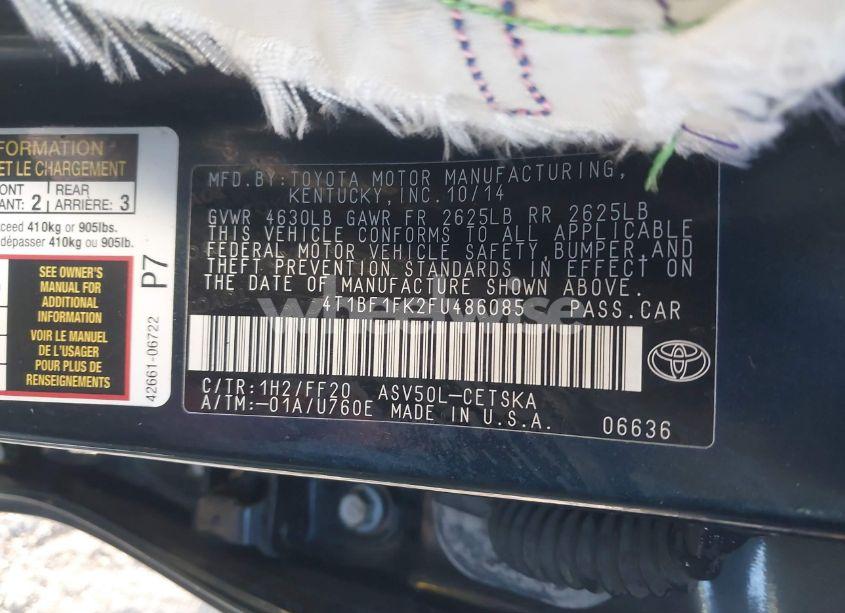 FORMATION
ET LE CHARGEMENT
REAR
2 ARRIÈRE: 3
410kg or 905lbs.
dépasser 410kg ou 905lb.
SEE OWNER'S
MANUAL FOR
ADDITIONAL
INFORMATION
VOIR LE MANUEL
DE L'USAGER
POUR PLUS DE
RENSEIGNEMENTS
P7
42661-06722
MFD.BY:TOYOTA MOTOR MANUFACTURING,
KENTUCKY, INC. 10/14
GVWR 4630LB GAWR FR 2625LB RR 2625LB
THIS VEHICLE CONFORMS TO ALL APPLICABLE
FEDERAL MOTOR VEHICLE SAFETY,BUMPER,AND
THEFT PREVENTION STANDARDS IN EFFECT ON
THE DATE OF MANUFACTURE SHOWN ABOVE.
4T1BF1FK2FU486085 PASS.CAR
C/TR:1H2/FF20 ASV50L-CETSKA
A/TM:-01A/U760E MADE IN U.S.A. 06636